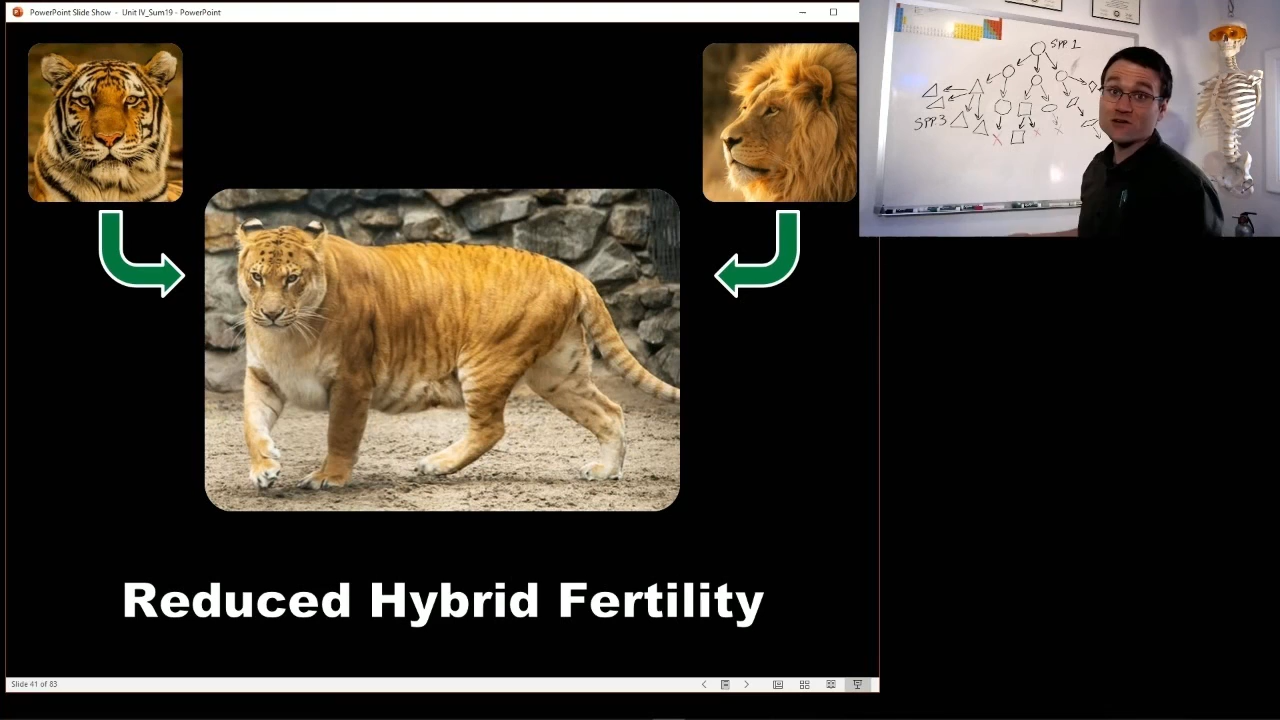 PowerPoint Slide Show - Unit IV_Sum19 - PowerPoint
SPP 1
SPP 3
Reduced Hybrid Fertility
Slide 41 of 83